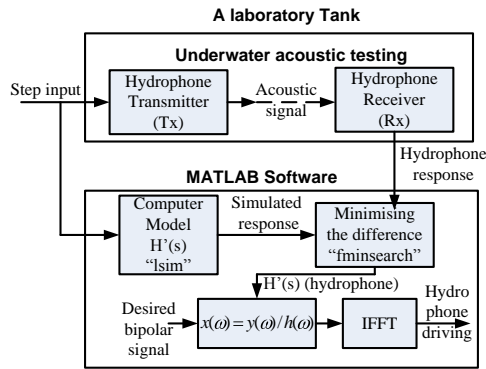 A laboratory Tank
Underwater acoustic testing
Step input
Hydrophone
Transmitter
(Tx)
Acoustic
signal
Hydrophone
Receiver
(Rx)
Hydrophone
response
MATLAB Software
Computer
Model
H'(s)
"lsim"
Simulated
response
Minimising
the difference
"fminsearch"
H'(s) (hydrophone)
Desired
bipolar
signal
x(ω) = y(ω)/h(ω)
IFFT
Hydro
phone
driving